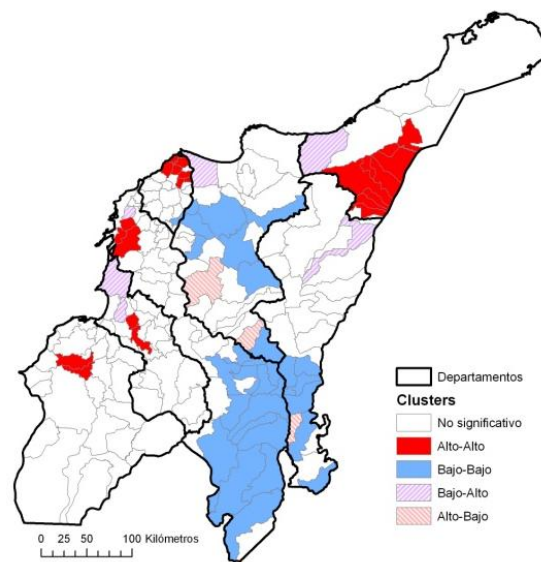 Departamentos
Clusters
No significativo
Alto-Alto
Bajo-Bajo
Bajo-Alto
Alto-Bajo
0 25 50 100 Kilómetros